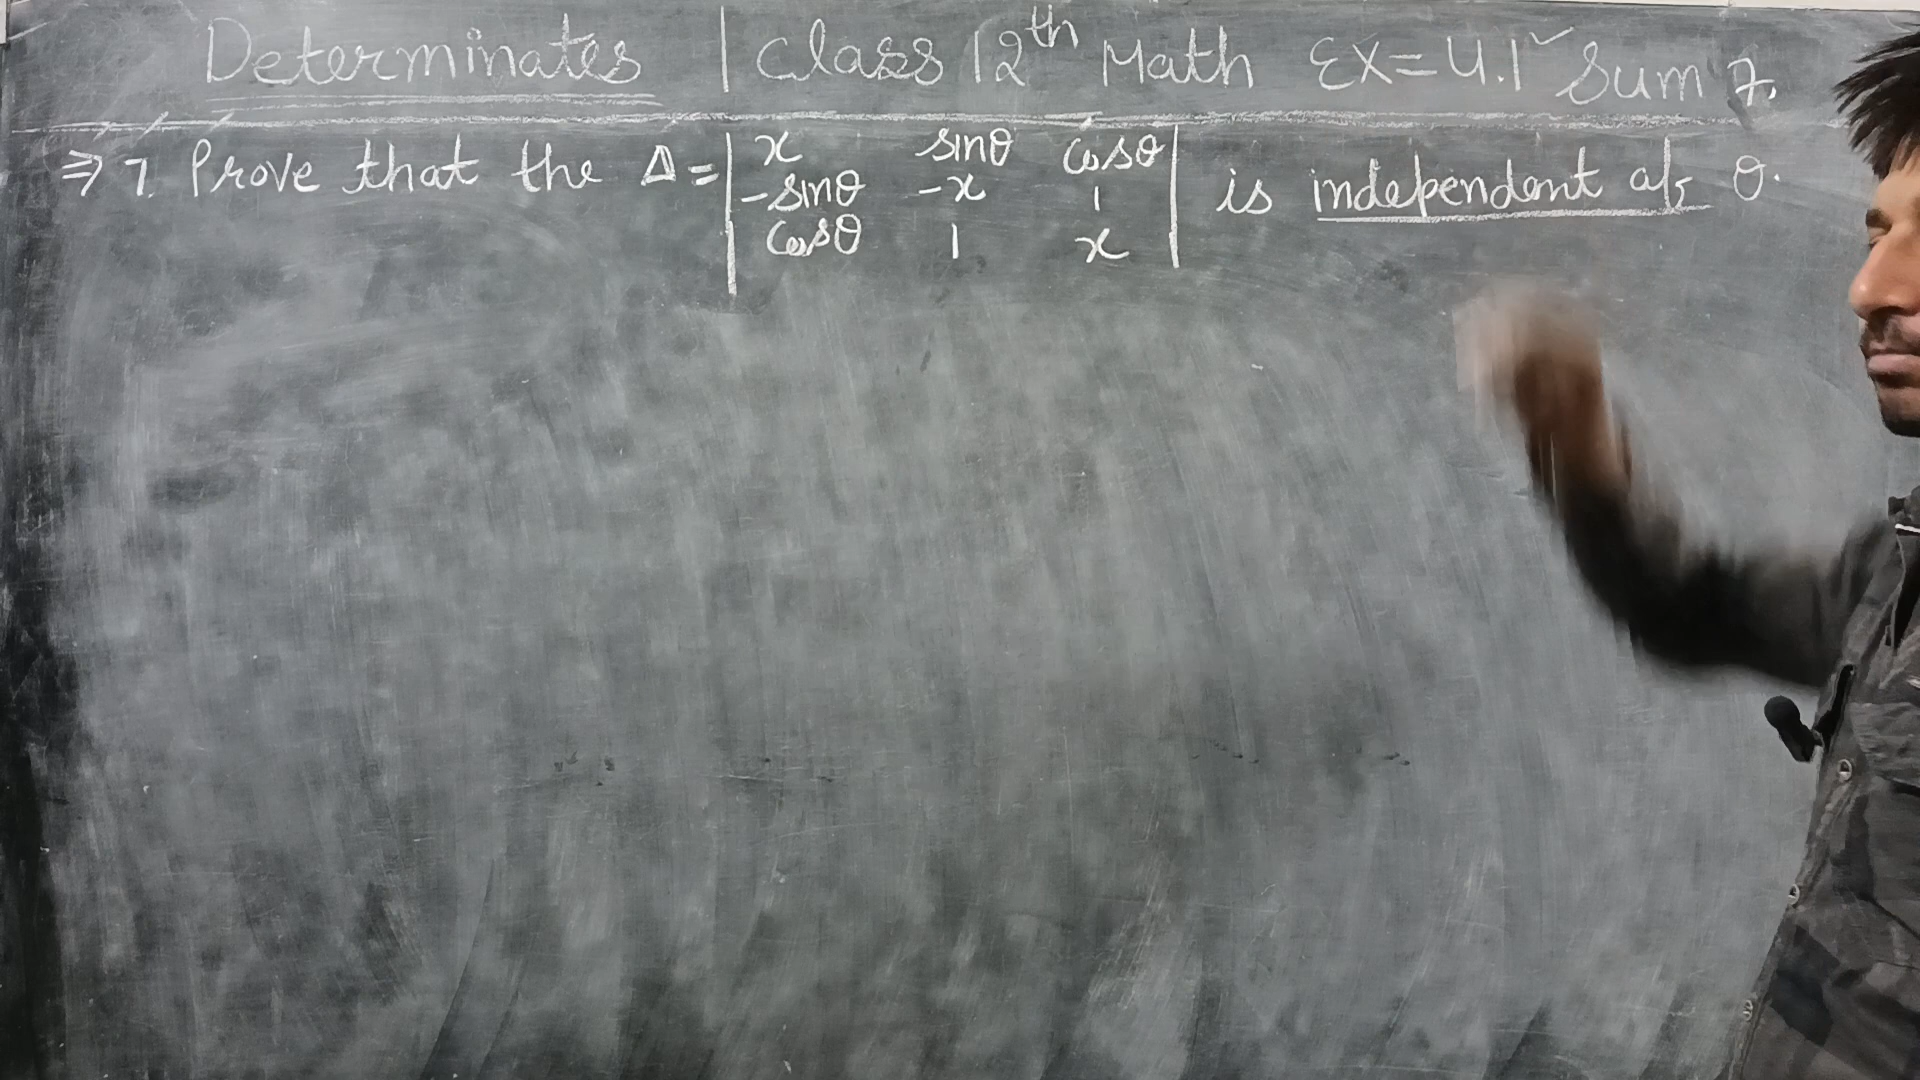 Determinates | Class 12th Math Ex=4.1 Sum 7.
⇒ 7. Prove that the Δ= | x sinθ cosθ | is independent of θ.
| -sinθ -x 1 |
| cosθ 1 x |